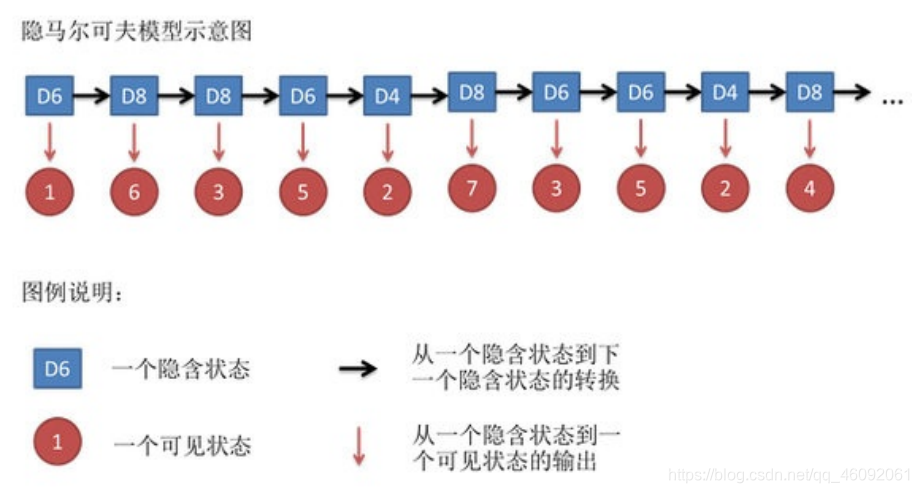 隐马尔可夫模型示意图
D6 D8 D8 D6 D4 D8 D6 D6 D4 D8 ...
1 6 3 5 2 7 3 5 2 4
图例说明：
D6 一个隐含状态
从一个隐含状态到下
一个隐含状态的转换
1 一个可见状态
从一个隐含状态到一
个可见状态的输出
https://blog.csdn.net/qq_46092061